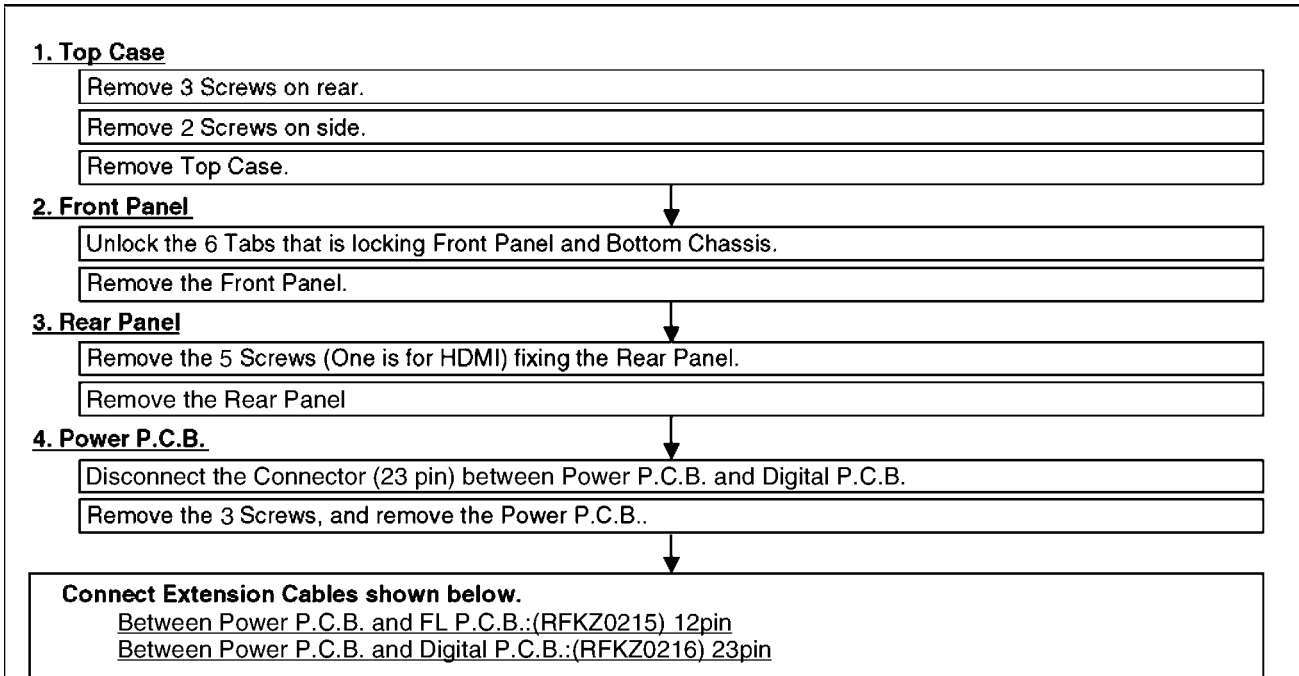 1. Top Case
Remove 3 Screws on rear.
Remove 2 Screws on side.
Remove Top Case.
2. Front Panel
Unlock the 6 Tabs that is locking Front Panel and Bottom Chassis.
Remove the Front Panel.
3. Rear Panel
Remove the 5 Screws (One is for HDMI) fixing the Rear Panel.
Remove the Rear Panel
4. Power P.C.B.
Disconnect the Connector (23 pin) between Power P.C.B. and Digital P.C.B.
Remove the 3 Screws, and remove the Power P.C.B..
Connect Extension Cables shown below.
Between Power P.C.B. and FL P.C.B.:(RFKZ0215) 12pin
Between Power P.C.B. and Digital P.C.B.:(RFKZ0216) 23pin